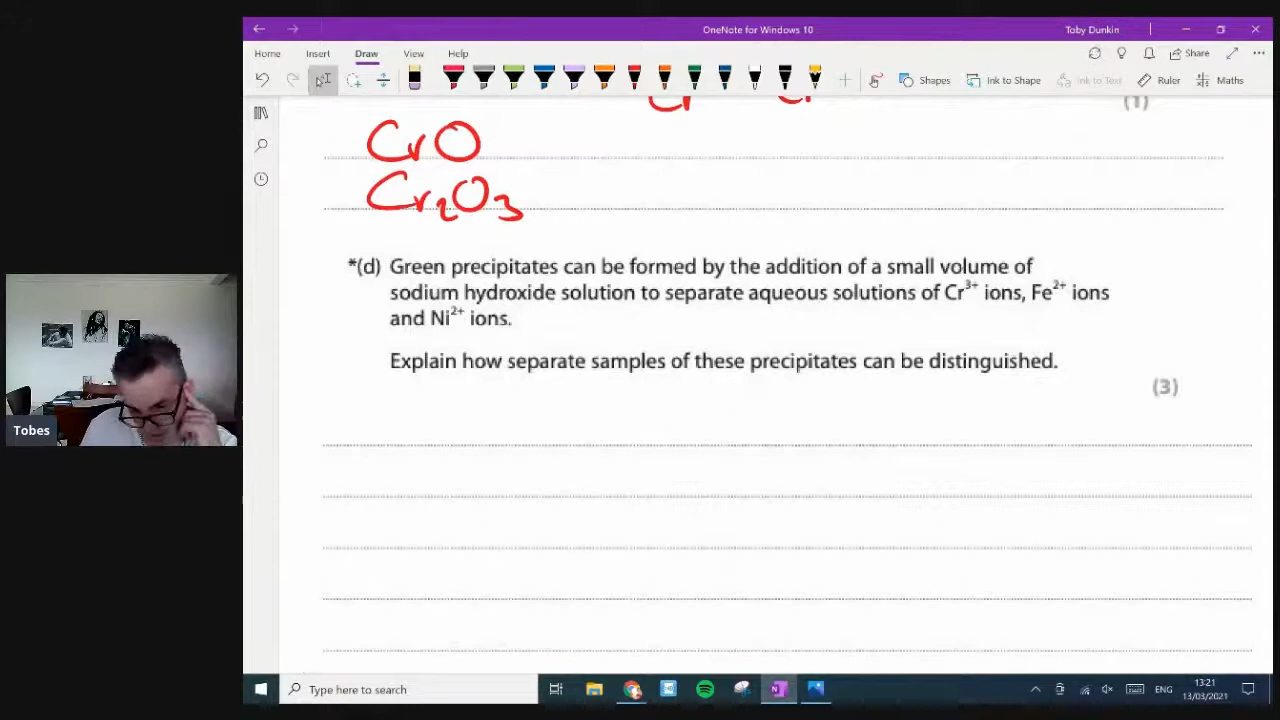 OneNote for Windows 10
Toby Dunkin
Home Insert Draw View Help
Share
Shapes
Ink to Shape
Ink to Text
Ruler
Maths
(1)
CrO
Cr₂O₃
*(d) Green precipitates can be formed by the addition of a small volume of
sodium hydroxide solution to separate aqueous solutions of Cr³⁺ ions, Fe²⁺ ions
and Ni²⁺ ions.
Explain how separate samples of these precipitates can be distinguished.
(3)
Tobes
Type here to search
ENG
13:21
13/03/2021